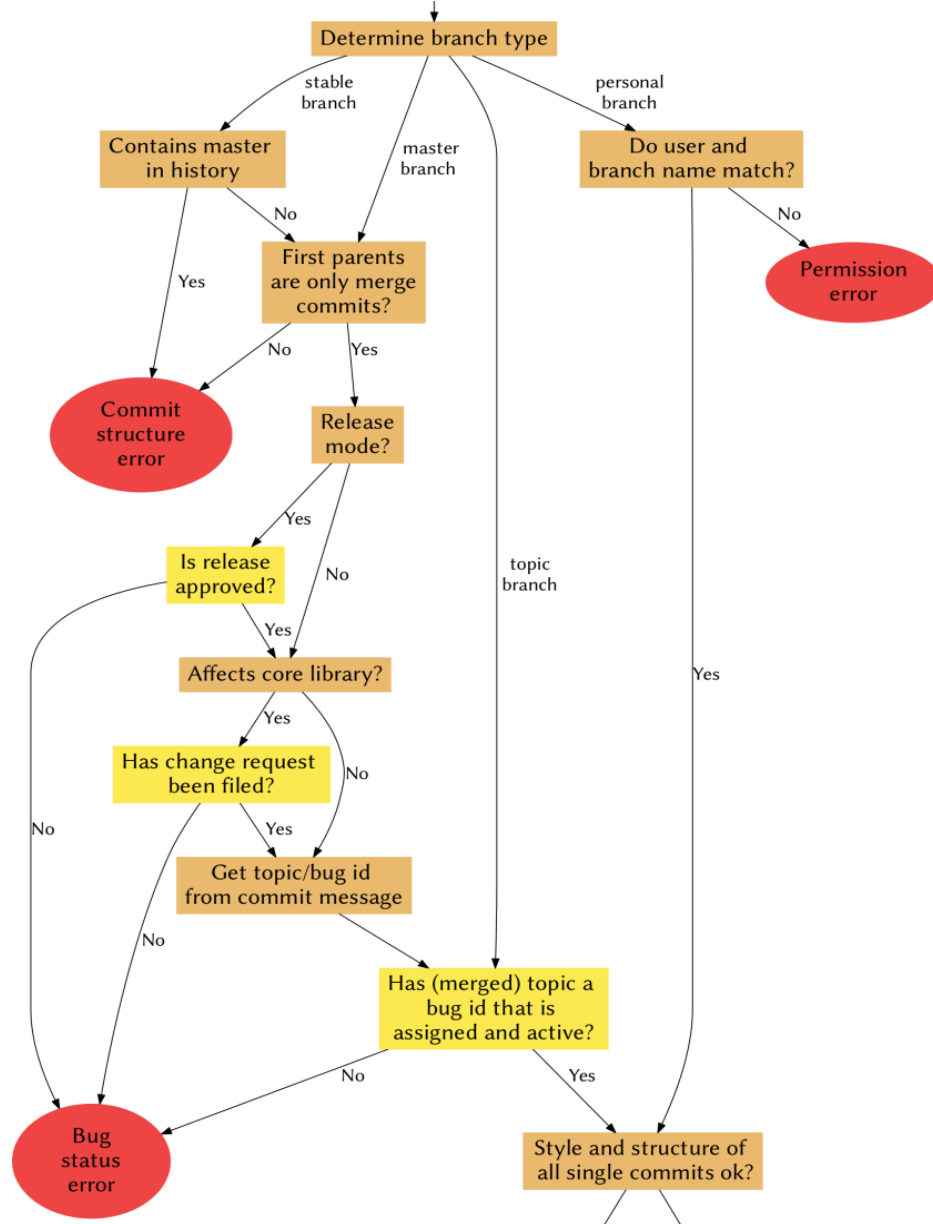 Determine branch type
stable
branch
personal
branch
master
branch
Contains master
in history
Do user and
branch name match?
No
No
First parents
are only merge
commits?
Permission
error
Yes
No
Yes
Commit
structure
error
Release
mode?
Yes
Is release
approved?
No
topic
branch
Yes
Affects core library?
Yes
Yes
Has change request
been filed?
No
No
Yes
Get topic/bug id
from commit message
No
Has (merged) topic a
bug id that is
assigned and active?
No
Yes
Bug
status
error
Style and structure of
all single commits ok?